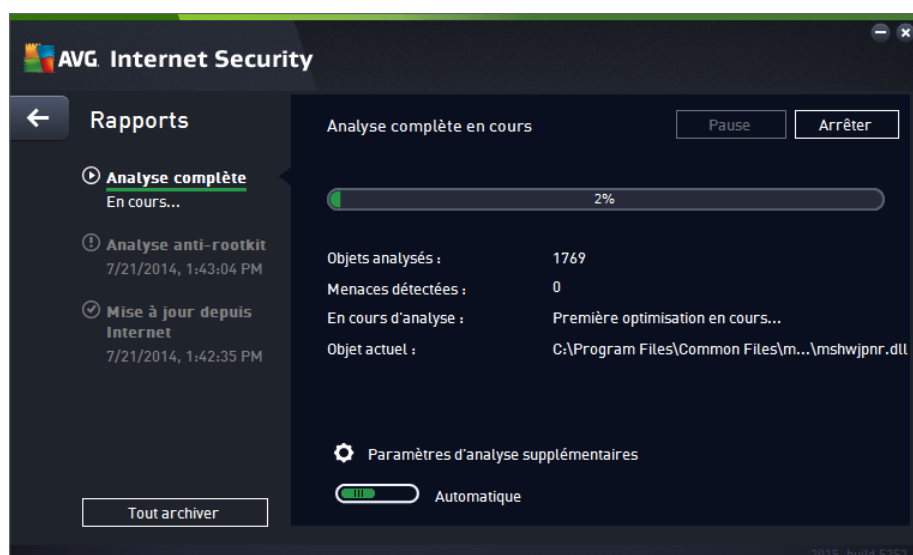 AVG. Internet Security
Rapports
Analyse complète
En cours...
Analyse anti-rootkit
7/21/2014, 1:43:04 PM
Mise à jour depuis
Internet
7/21/2014, 1:42:35 PM
Tout archiver
Analyse complète en cours
Pause
Arrêter
2%
Objets analysés : 1769
Menaces détectées : 0
En cours d'analyse : Première optimisation en cours...
Objet actuel : C:\Program Files\Common Files\m...\mshwjpnr.dll
Paramètres d'analyse supplémentaires
Automatique
2015, build 5253